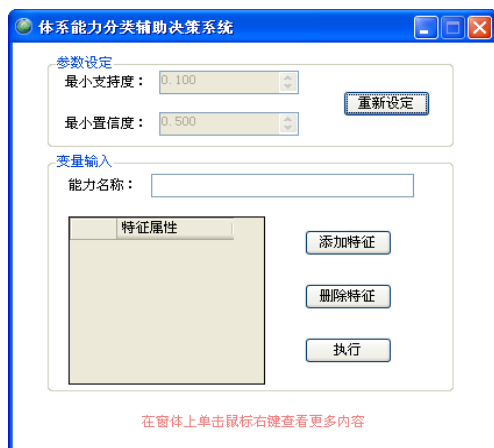 体系能力分类辅助决策系统
参数设定
最小支持度： 0.100
最小置信度： 0.500
重新设定
变量输入
能力名称：
特征属性
添加特征
删除特征
执行
在窗体上单击鼠标右键查看更多内容